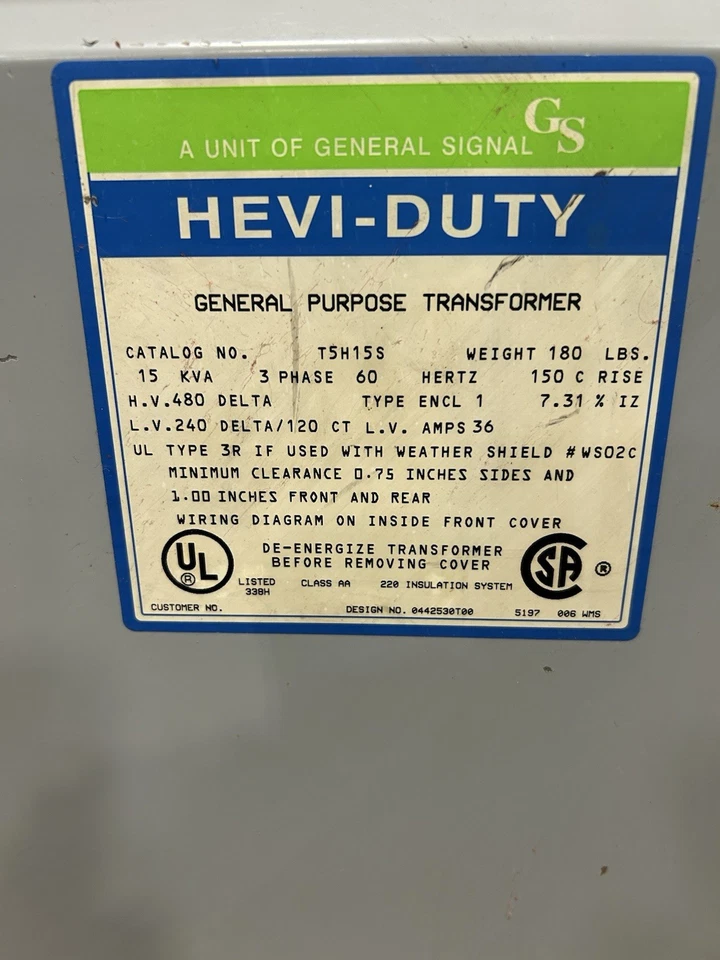 GS
A UNIT OF GENERAL SIGNAL
HEVI-DUTY
GENERAL PURPOSE TRANSFORMER
CATALOG NO. T5H15S WEIGHT 180 LBS.
15 KVA 3 PHASE 60 HERTZ 150 C RISE
H.V.480 DELTA TYPE ENCL 1 7.31 % IZ
L.V.240 DELTA/120 CT L.V. AMPS 36
UL TYPE 3R IF USED WITH WEATHER SHIELD #WS02C
MINIMUM CLEARANCE 0.75 INCHES SIDES AND
1.00 INCHES FRONT AND REAR
WIRING DIAGRAM ON INSIDE FRONT COVER
UL ® DE-ENERGIZE TRANSFORMER SA ®
BEFORE REMOVING COVER
LISTED CLASS AA 220 INSULATION SYSTEM
338H
CUSTOMER NO. DESIGN NO. 0442530T00 5197 006 WMS